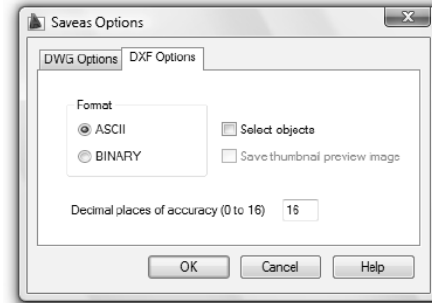 Saveas Options
DWG Options DXF Options
Format
ASCII
BINARY
Select objects
Save thumbnail preview image
Decimal places of accuracy (0 to 16) 16
OK Cancel Help